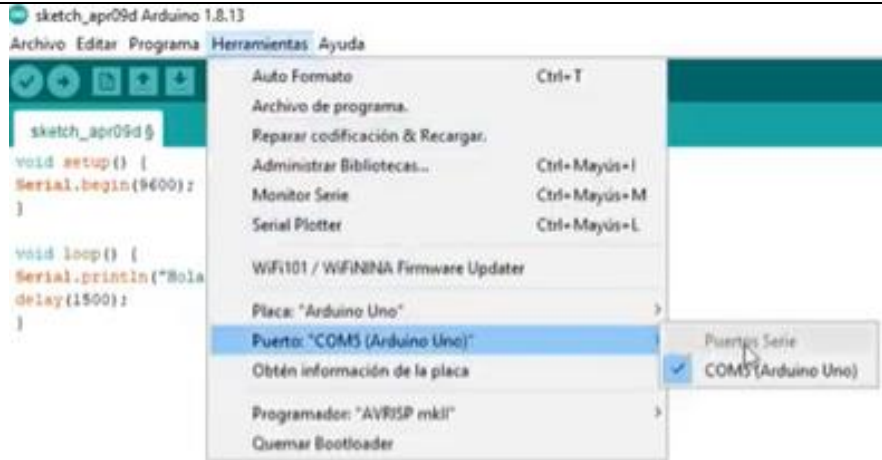 sketch_apr09d Arduino 1.8.13
Archivo Editar Programa Herramientas Ayuda
sketch_apr09d §
void setup() {
Serial.begin(9600);
}
void loop() {
Serial.println("Hola
delay(1500);
}
Auto Formato Ctrl+T
Archivo de programa.
Reparar codificación & Recargar.
Administrar Bibliotecas... Ctrl+Mayús+I
Monitor Serie Ctrl+Mayús+M
Serial Plotter Ctrl+Mayús+L
WiFi101 / WiFiNINA Firmware Updater
Placa: "Arduino Uno"
Puerto: "COM5 (Arduino Uno)"
Obtén información de la placa
Programador: "AVRISP mkII"
Quemar Bootloader
Puertos Serie
COM5 (Arduino Uno)